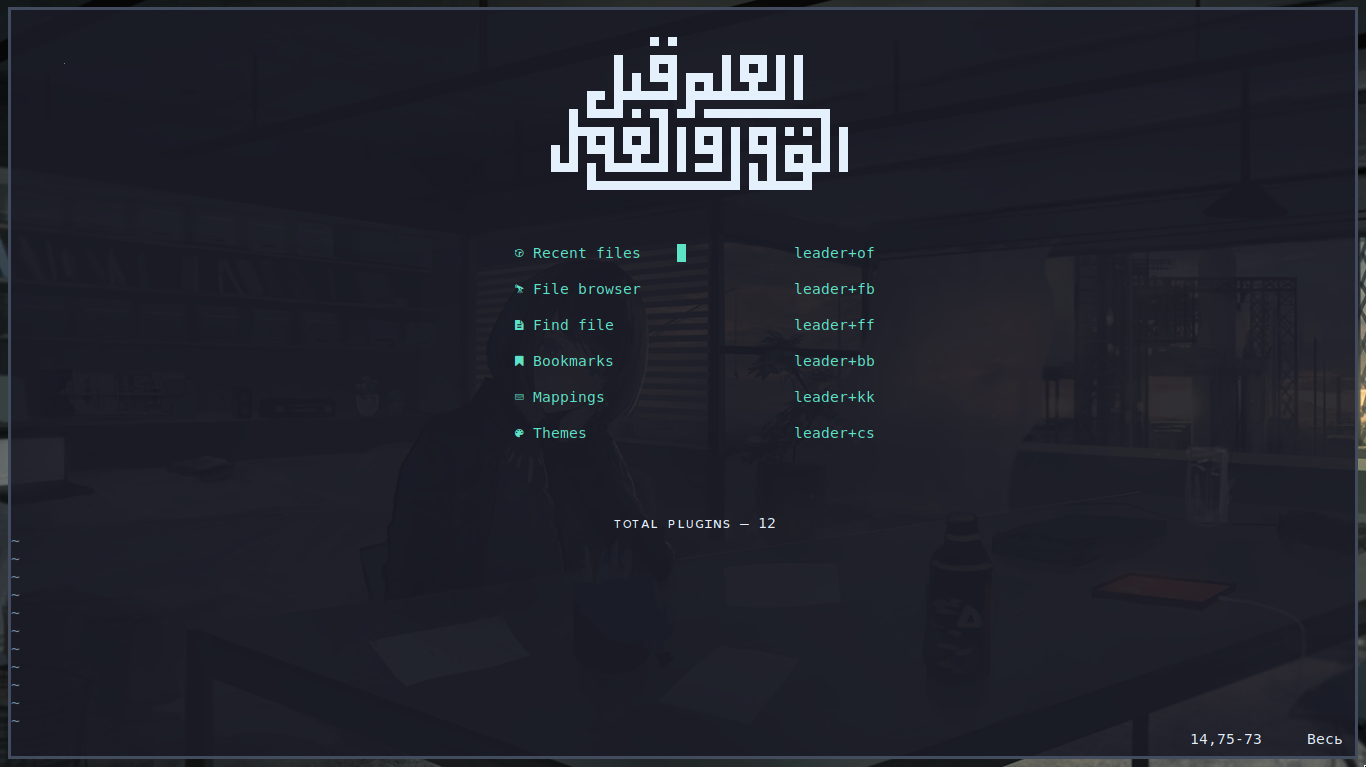 العلم قبل
القول والعمل
Recent files leader+of
File browser leader+fb
Find file leader+ff
Bookmarks leader+bb
Mappings leader+kk
Themes leader+cs
TOTAL PLUGINS — 12
~
~
~
~
~
~
~
~
~
~
~
14,75-73 Весь